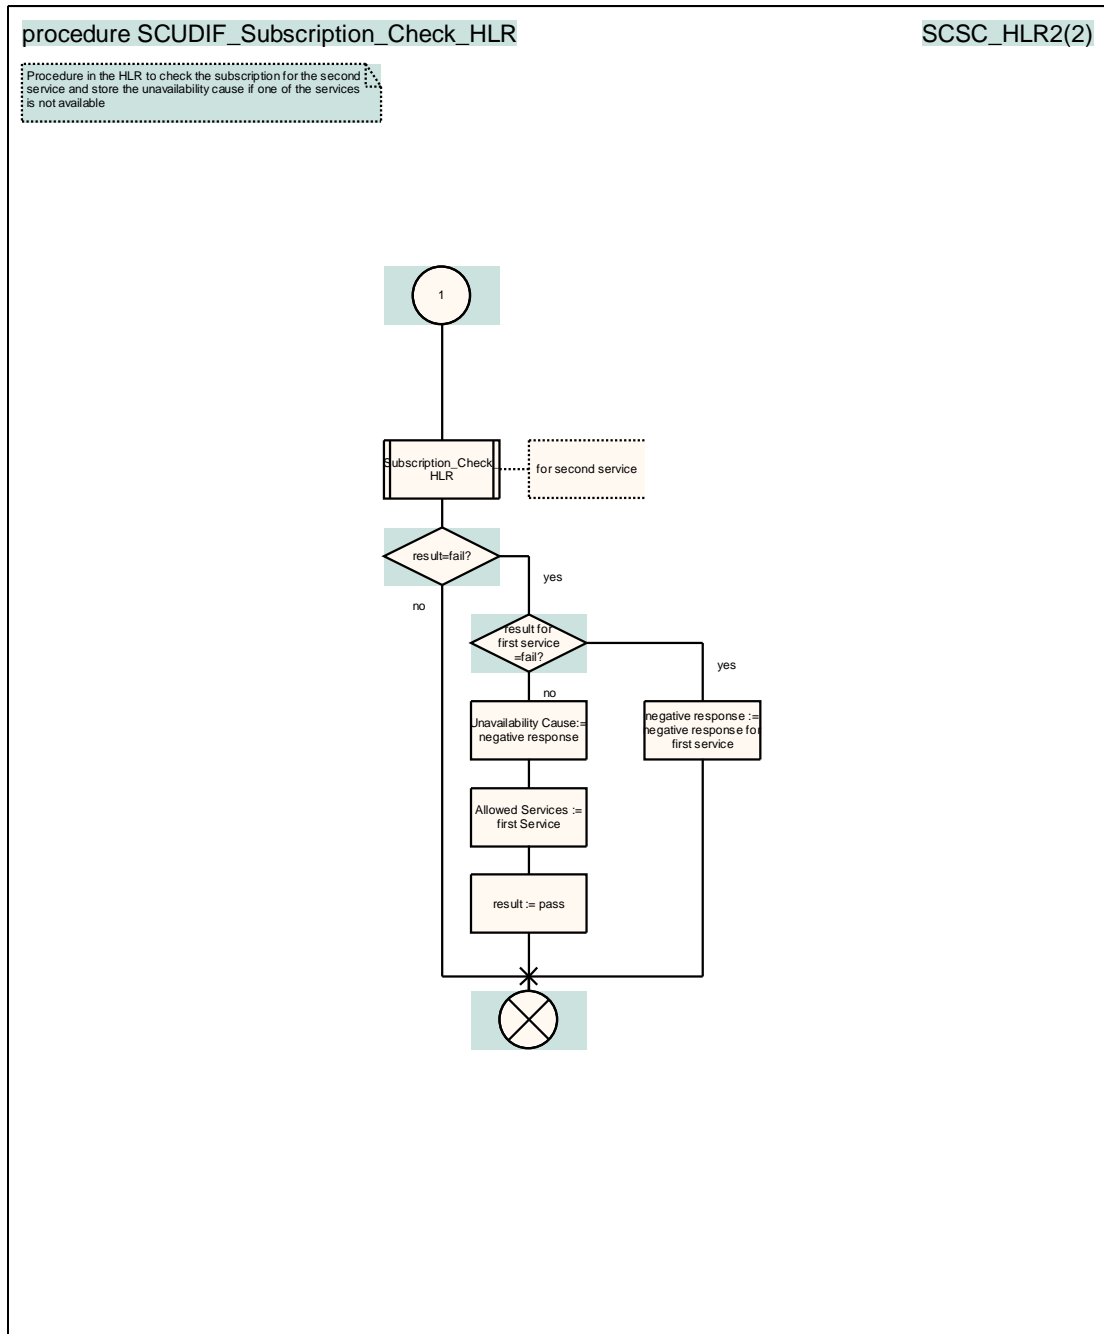 procedure SCUDIF_Subscription_Check_HLR
SCSC_HLR2(2)
Procedure in the HLR to check the subscription for the second
service and store the unavailability cause if one of the services
is not available
1
Subscription_Check_
HLR
for second service
result=fail?
yes
no
result for
first service
=fail?
yes
no
Unavailability Cause:=
negative response
negative response :=
negative response for
first service
Allowed Services :=
first Service
result := pass